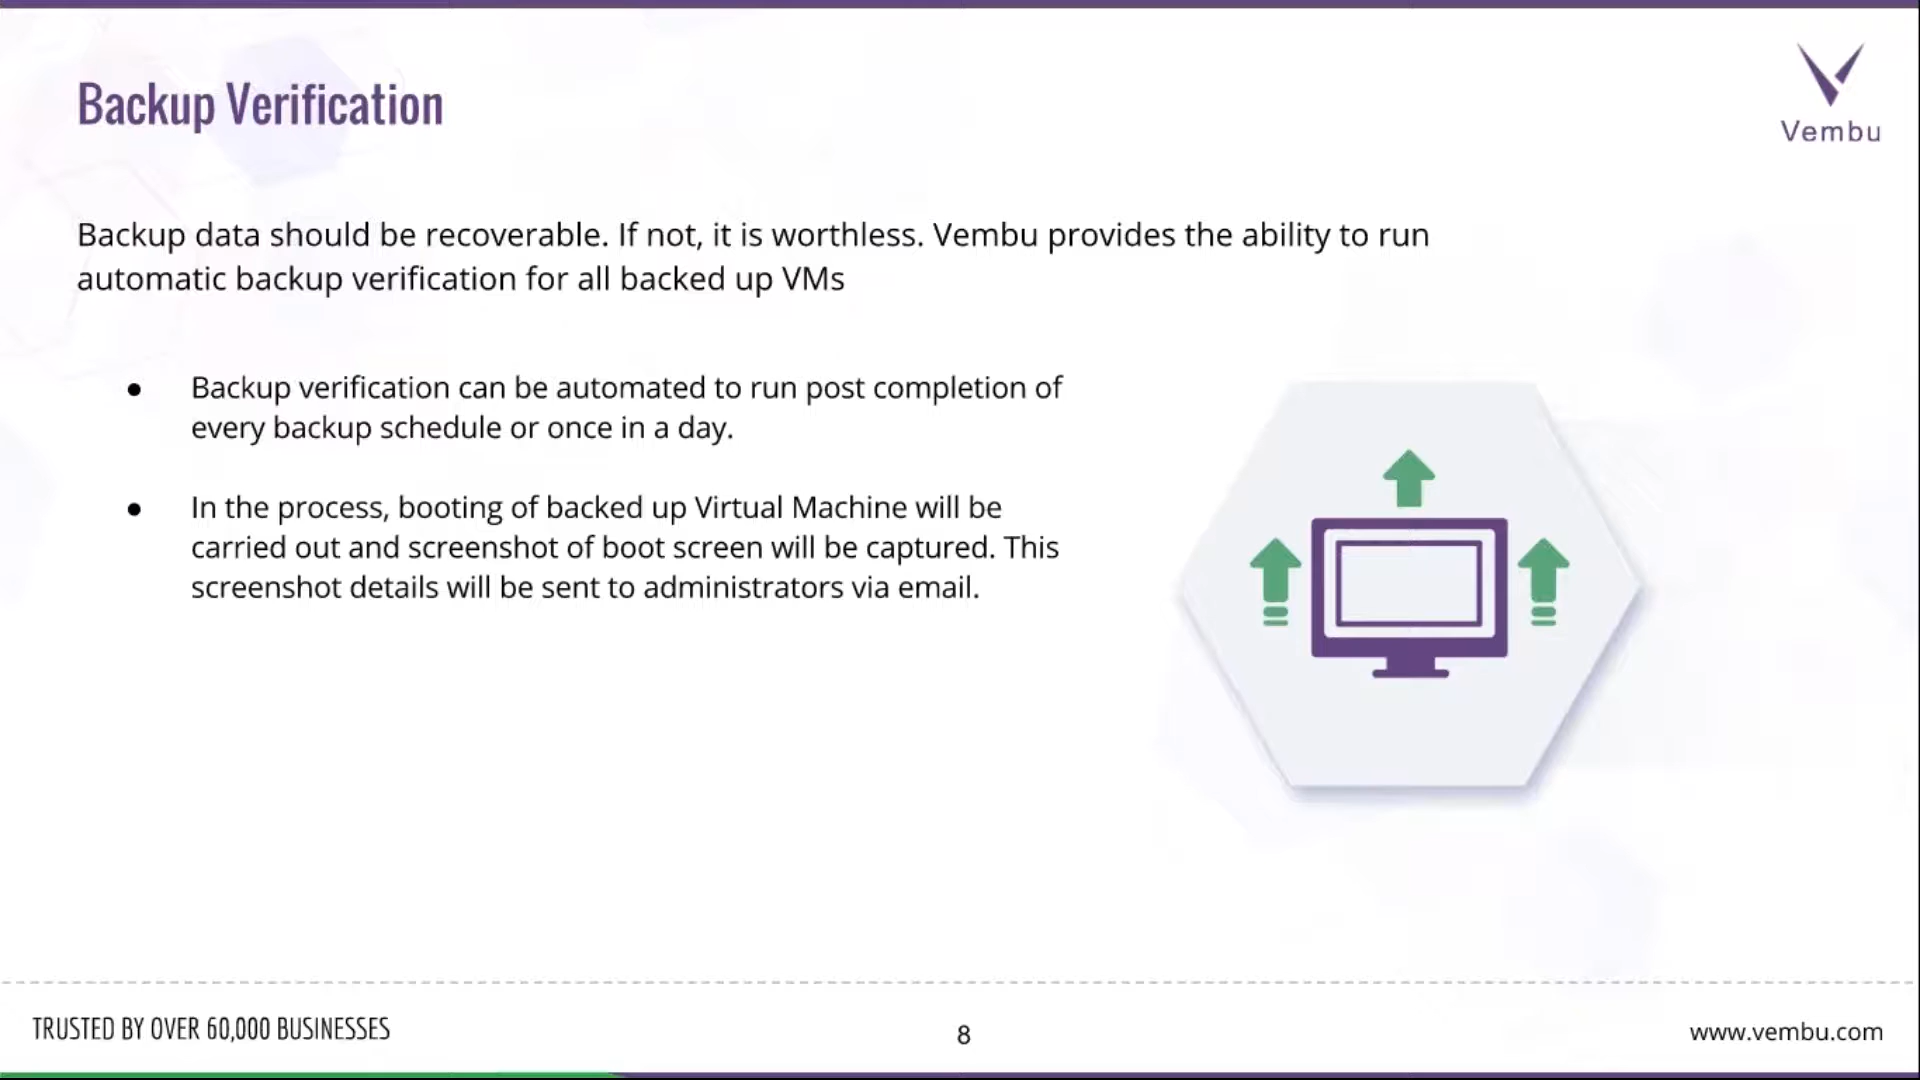 Backup Verification
Vembu
Backup data should be recoverable. If not, it is worthless. Vembu provides the ability to run
automatic backup verification for all backed up VMs
● Backup verification can be automated to run post completion of
every backup schedule or once in a day.
● In the process, booting of backed up Virtual Machine will be
carried out and screenshot of boot screen will be captured. This
screenshot details will be sent to administrators via email.
TRUSTED BY OVER 60,000 BUSINESSES
8
www.vembu.com